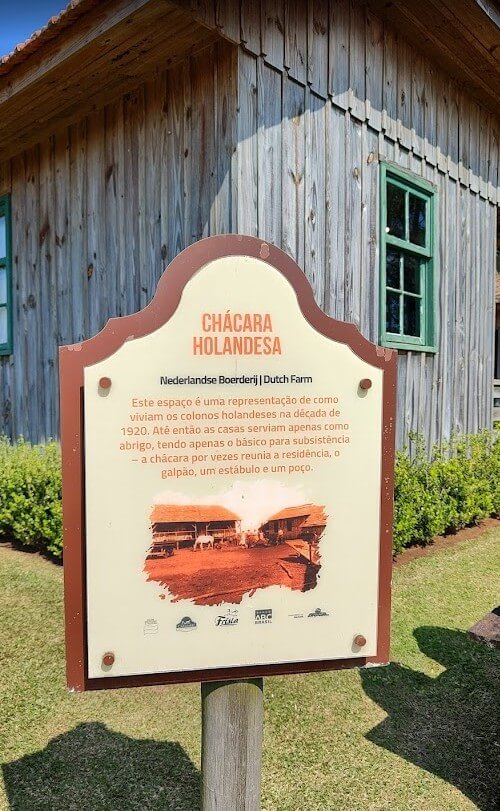 CHÁCARA
HOLANDESA
Nederlandse Boerderij | Dutch Farm
Este espaço é uma representação de como
viviam os colonos holandeses na década de
1920. Até então as casas serviam apenas como
abrigo, tendo apenas o básico para subsistência
– a chácara por vezes reunia a residência, o
galpão, um estábulo e um poço.
Frísia
ABC
BRASIL